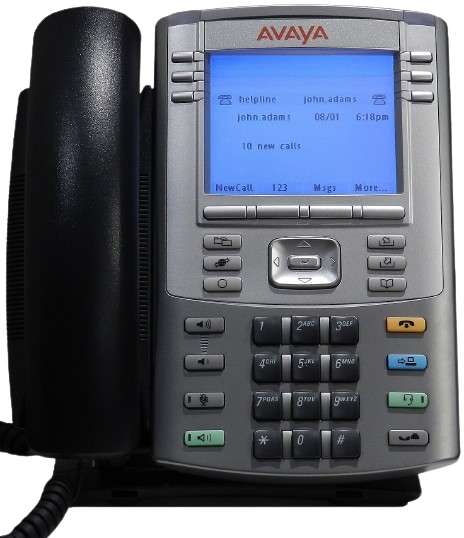 AVAYA
helpline john.adams
john.adams 08/01 6:18pm
10 new calls
NewCall 123 Msgs More...
1 2ABC 3DEF
4GHI 5JKL 6MNO
7PQRS 8TUV 9WXYZ
* 0 #